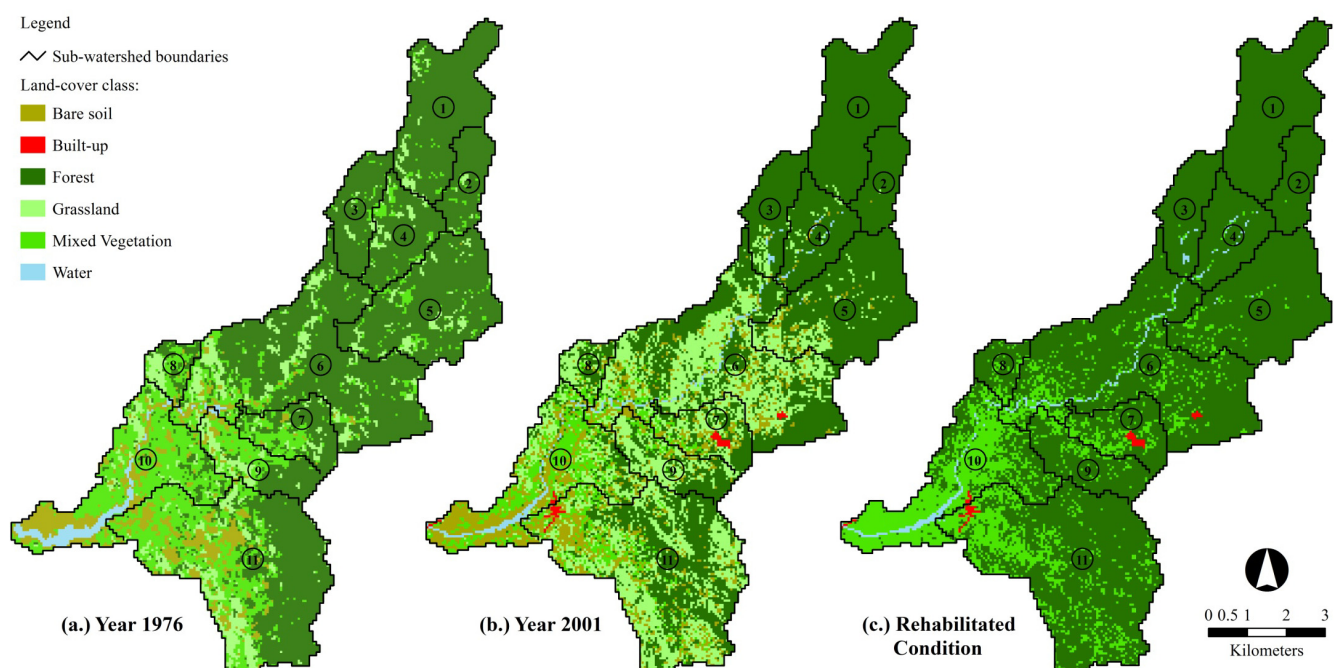 Legend
Sub-watershed boundaries
Land-cover class:
Bare soil
Built-up
Forest
Grassland
Mixed Vegetation
Water
1
2
3
4
5
6
7
8
9
10
11
(a.) Year 1976
1
2
3
4
5
6
7
8
9
10
11
(b.) Year 2001
1
2
3
4
5
6
7
8
9
10
11
(c.) Rehabilitated
Condition
0 0.5 1 2 3
Kilometers